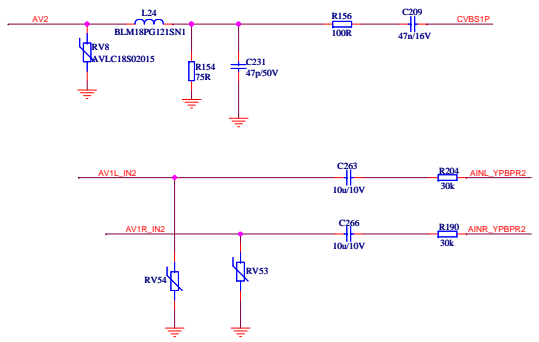 AV2
L24
BLM18PG121SN1
RV8
AVLC18S02015
R154
75R
C231
47p/50V
R156
100R
C209
47n/16V
CVBS1P
AV1L_IN2
C263
10u/10V
R204
30k
AINL_YPBPR2
AV1R_IN2
C266
10u/10V
R190
30k
AINR_YPBPR2
RV54
RV53